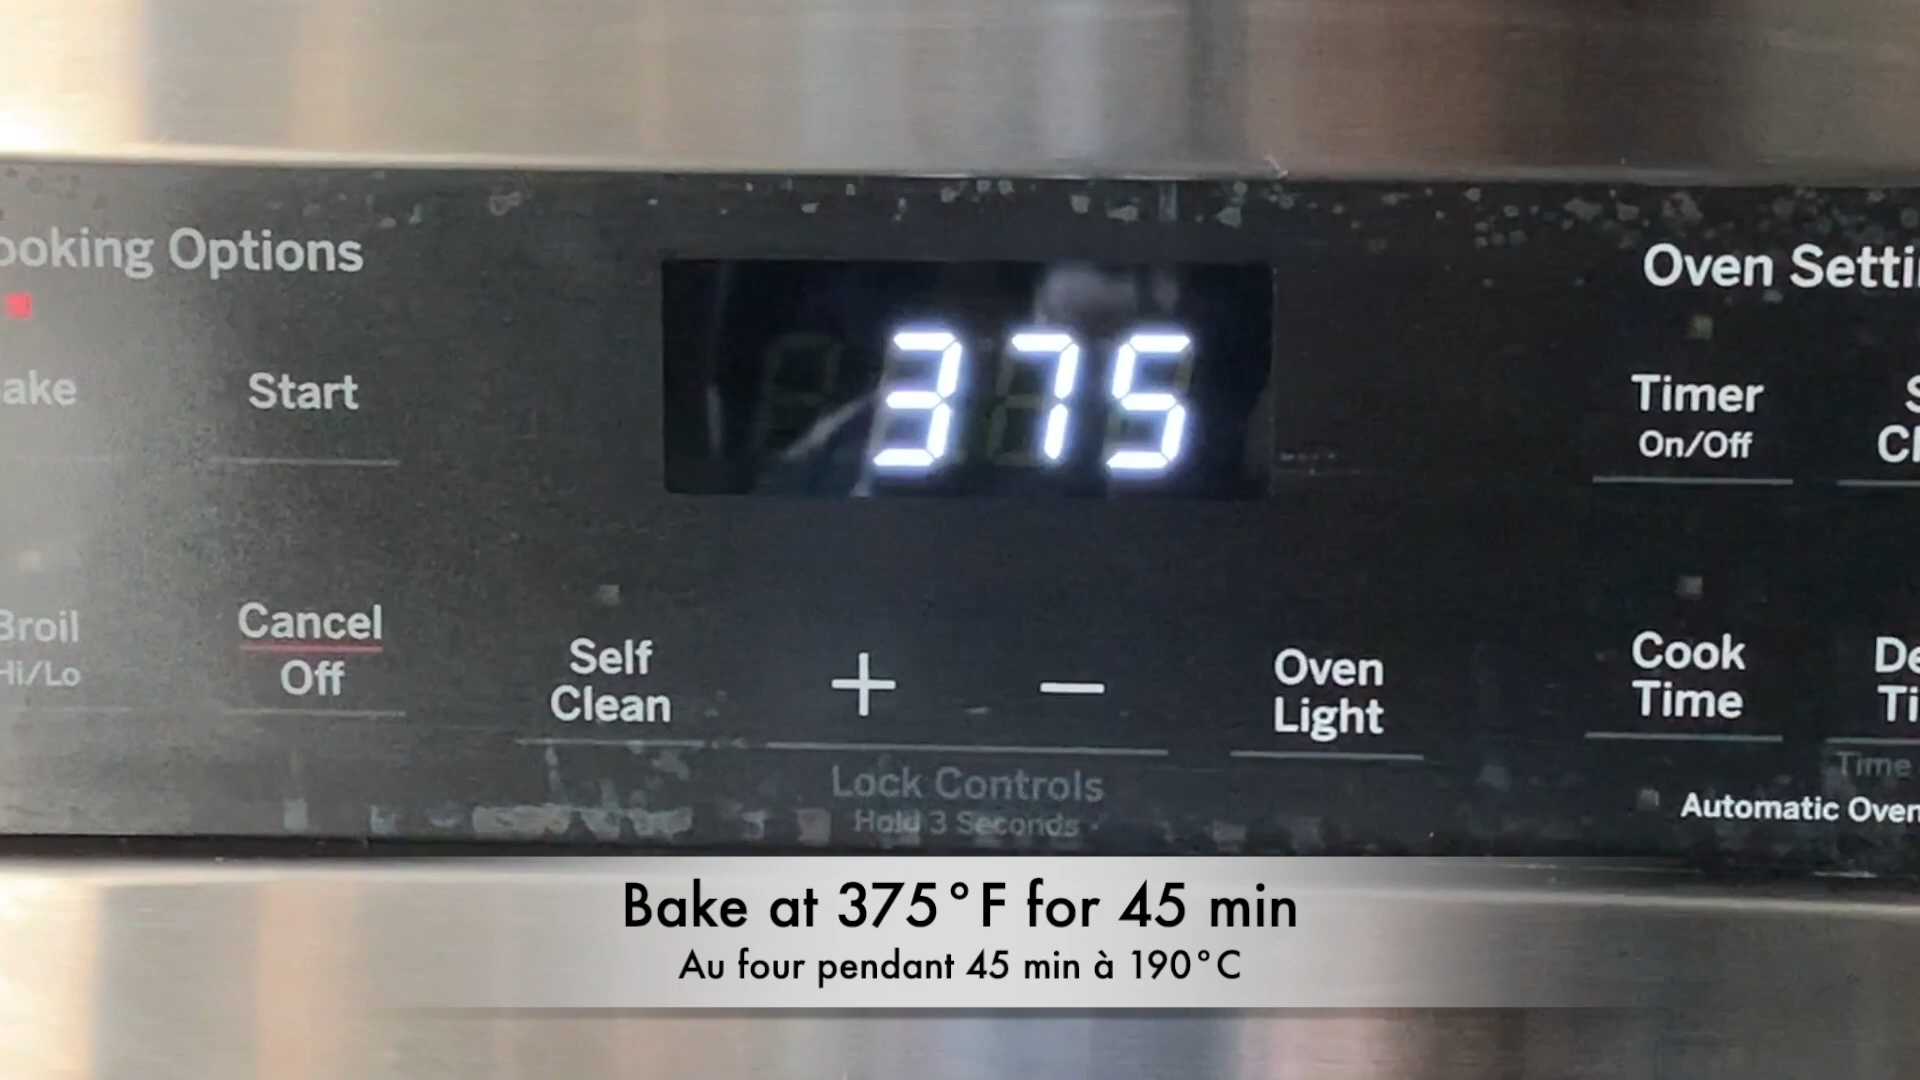 ooking Options
Oven Setti
375
ake
Start
Timer
On/Off
Broil
Hi/Lo
Cancel
Off
Self
Clean
+
−
Oven
Light
Cook
Time
Lock Controls
Hold 3 Seconds
Time
Automatic Oven
Bake at 375°F for 45 min
Au four pendant 45 min à 190°C